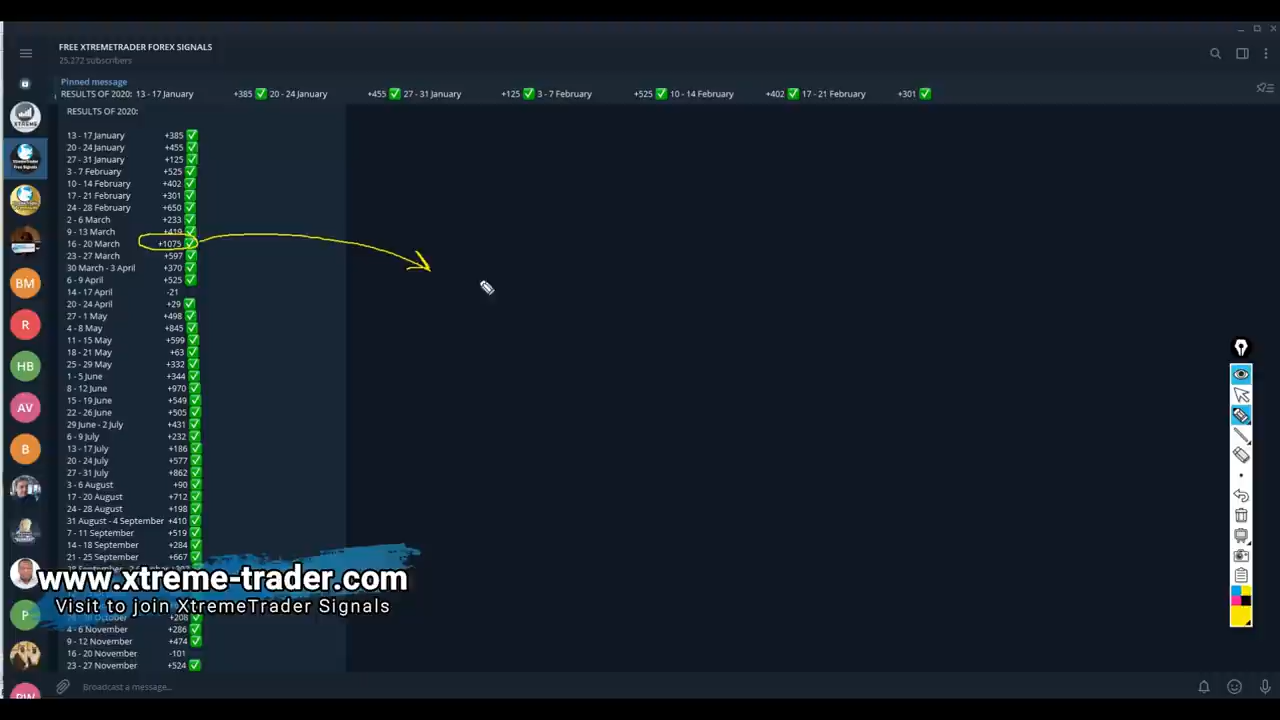 FREE XTREMETRADER FOREX SIGNALS
25,272 subscribers
Pinned message
RESULTS OF 2020: 13 - 17 January +385 ✅ 20 - 24 January +455 ✅ 27 - 31 January +125 ✅ 3 - 7 February +525 ✅ 10 - 14 February +402 ✅ 17 - 21 February +301 ✅
RESULTS OF 2020:
13 - 17 January +385 ✅
20 - 24 January +455 ✅
27 - 31 January +125 ✅
3 - 7 February +525 ✅
10 - 14 February +402 ✅
17 - 21 February +301 ✅
24 - 28 February +650 ✅
2 - 6 March +233 ✅
9 - 13 March +419 ✅
16 - 20 March +1075 ✅
23 - 27 March +597 ✅
30 March - 3 April +370 ✅
6 - 9 April +525 ✅
14 - 17 April -21
20 - 24 April +29 ✅
27 - 1 May +498 ✅
4 - 8 May +845 ✅
11 - 15 May +599 ✅
18 - 21 May +63 ✅
25 - 29 May +332 ✅
1 - 5 June +344 ✅
8 - 12 June +970 ✅
15 - 19 June +549 ✅
22 - 26 June +505 ✅
29 June - 2 July +431 ✅
6 - 9 July +232 ✅
13 - 17 July +186 ✅
20 - 24 July +577 ✅
27 - 31 July +862 ✅
3 - 6 August +90 ✅
17 - 20 August +712 ✅
24 - 28 August +198 ✅
31 August - 4 September +410 ✅
7 - 11 September +519 ✅
14 - 18 September +284 ✅
21 - 25 September +667 ✅
www.xtreme-trader.com
Visit to join XtremeTrader Signals
October +208
4 - 6 November +286 ✅
9 - 12 November +474 ✅
16 - 20 November -101
23 - 27 November +524 ✅
Broadcast a message...
BM
R
HB
AV
B
P